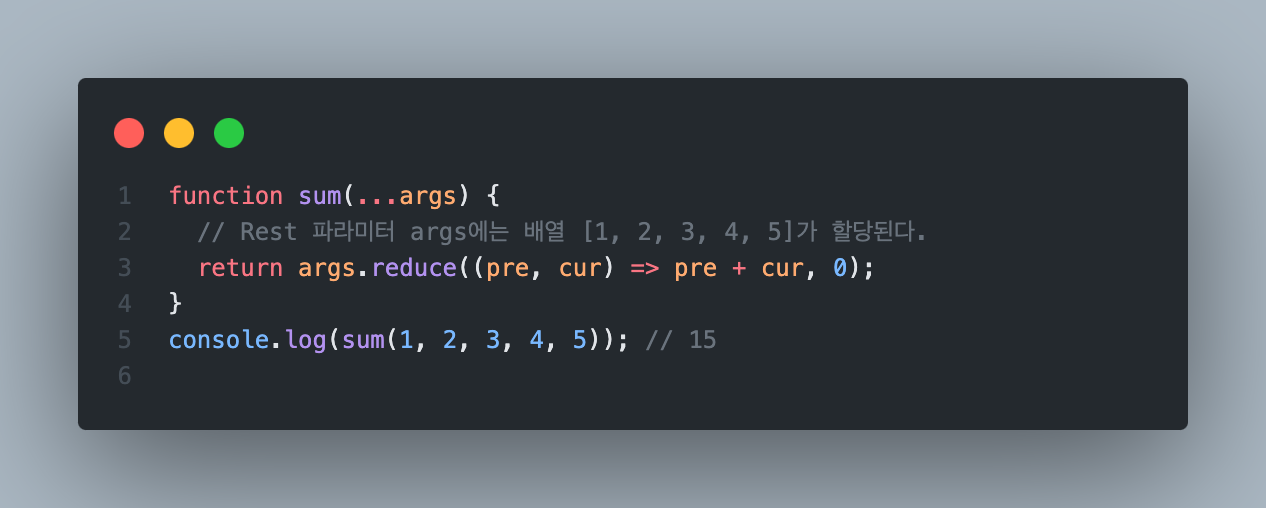 1 function sum(...args) {
2 // Rest 파라미터 args에는 배열 [1, 2, 3, 4, 5]가 할당된다.
3 return args.reduce((pre, cur) => pre + cur, 0);
4 }
5 console.log(sum(1, 2, 3, 4, 5)); // 15
6